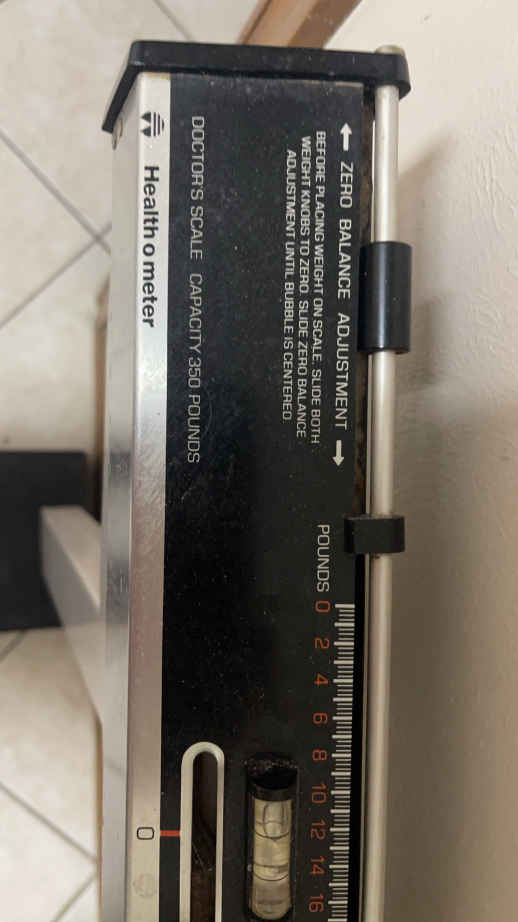 ← ZERO BALANCE ADJUSTMENT →
BEFORE PLACING WEIGHT ON SCALE, SLIDE BOTH
WEIGHT KNOBS TO ZERO. SLIDE ZERO BALANCE
ADJUSTMENT UNTIL BUBBLE IS CENTERED.
POUNDS 0 2 4 6 8 10 12 14 16
DOCTOR'S SCALE CAPACITY 350 POUNDS
Health o meter
0